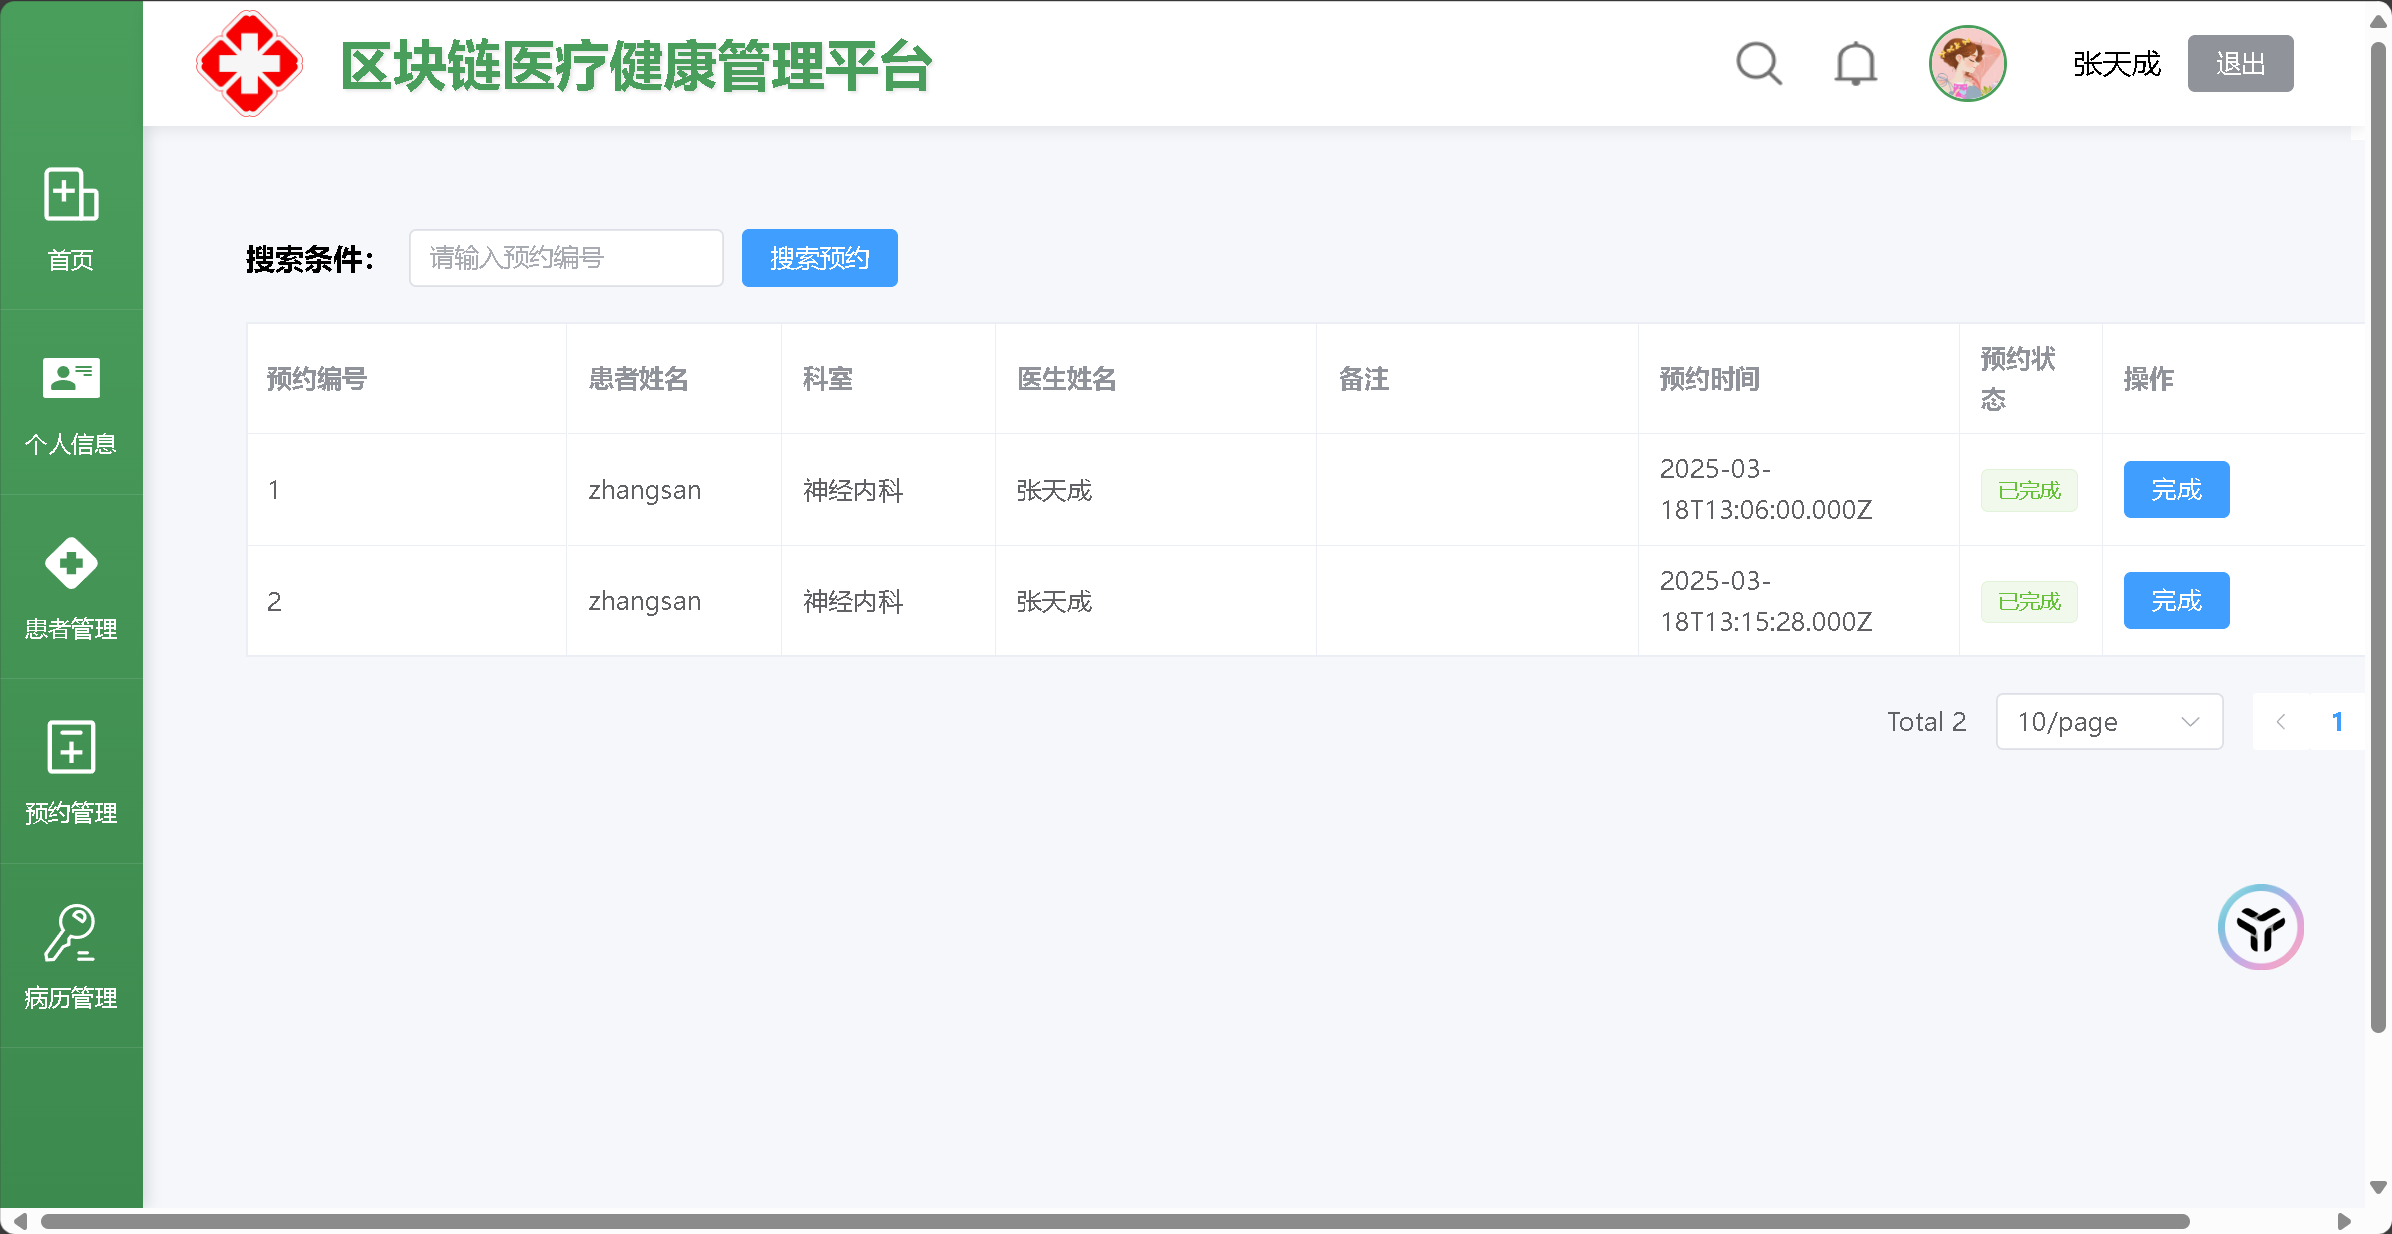 区块链医疗健康管理平台
张天成
退出
首页
个人信息
患者管理
预约管理
病历管理
搜索条件：
请输入预约编号
搜索预约
预约编号 患者姓名 科室 医生姓名 备注 预约时间 预约状态 操作
1 zhangsan 神经内科 张天成 2025-03-18T13:06:00.000Z 已完成 完成
2 zhangsan 神经内科 张天成 2025-03-18T13:15:28.000Z 已完成 完成
Total 2 10/page 1